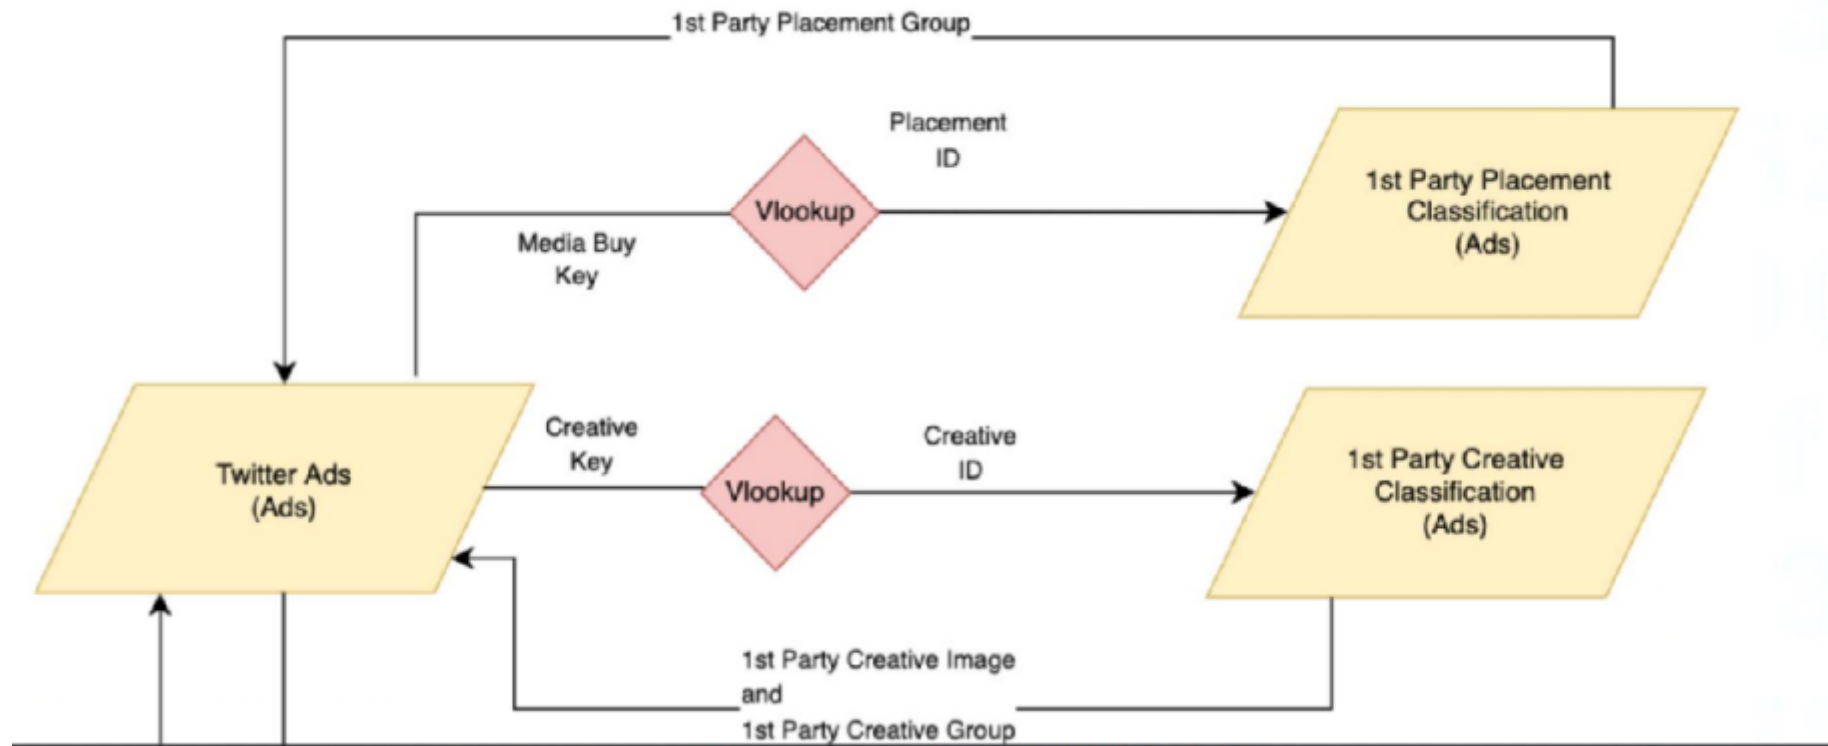 1st Party Placement Group
Placement
ID
Vlookup
1st Party Placement
Classification
(Ads)
Media Buy
Key
Creative
Key
Creative
ID
Twitter Ads
(Ads)
Vlookup
1st Party Creative
Classification
(Ads)
1st Party Creative Image
and
1st Party Creative Group